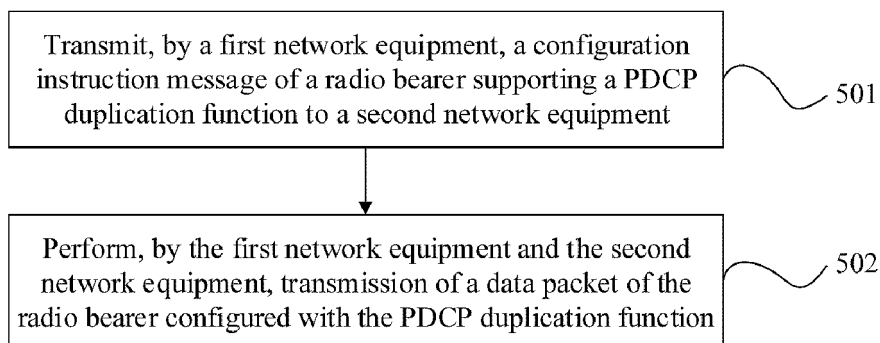 Transmit, by a first network equipment, a configuration
instruction message of a radio bearer supporting a PDCP
duplication function to a second network equipment
501
Perform, by the first network equipment and the second
network equipment, transmission of a data packet of the
radio bearer configured with the PDCP duplication function
502